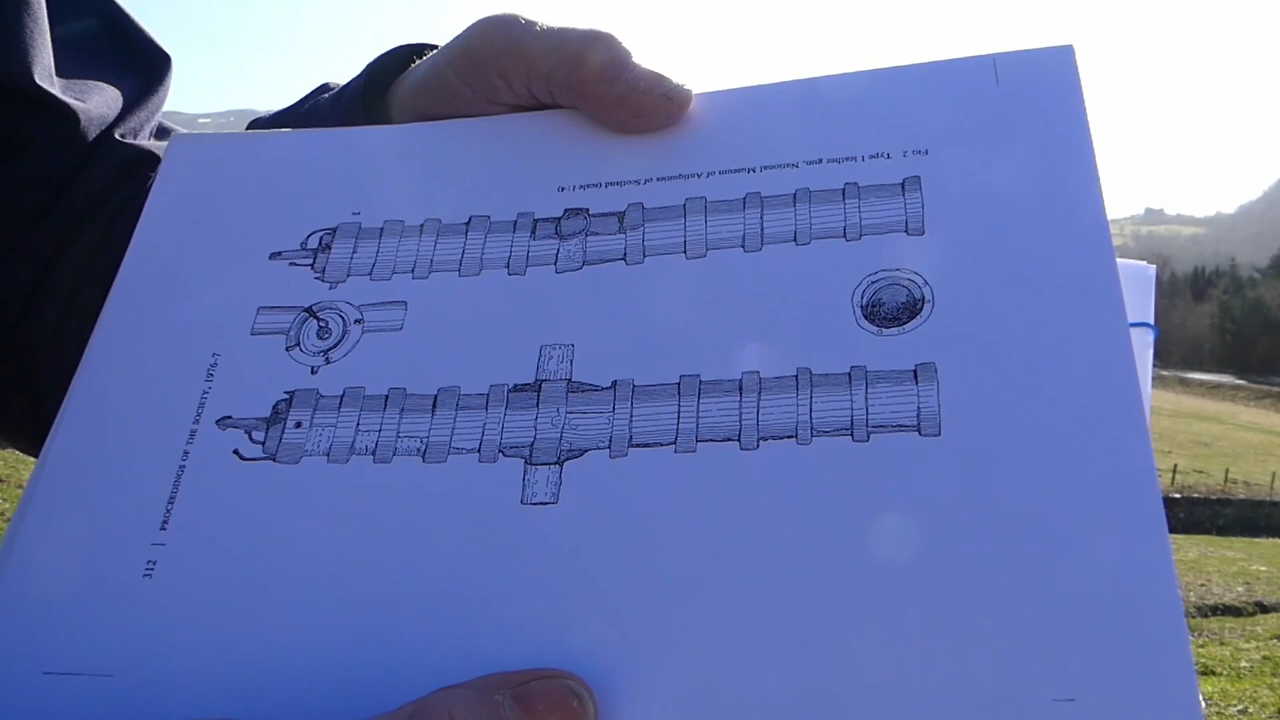 312 | PROCEEDINGS OF THE SOCIETY, 1976-7
FIG 2 Type 1 leather gun, National Museum of Antiquities of Scotland (scale 1:4)